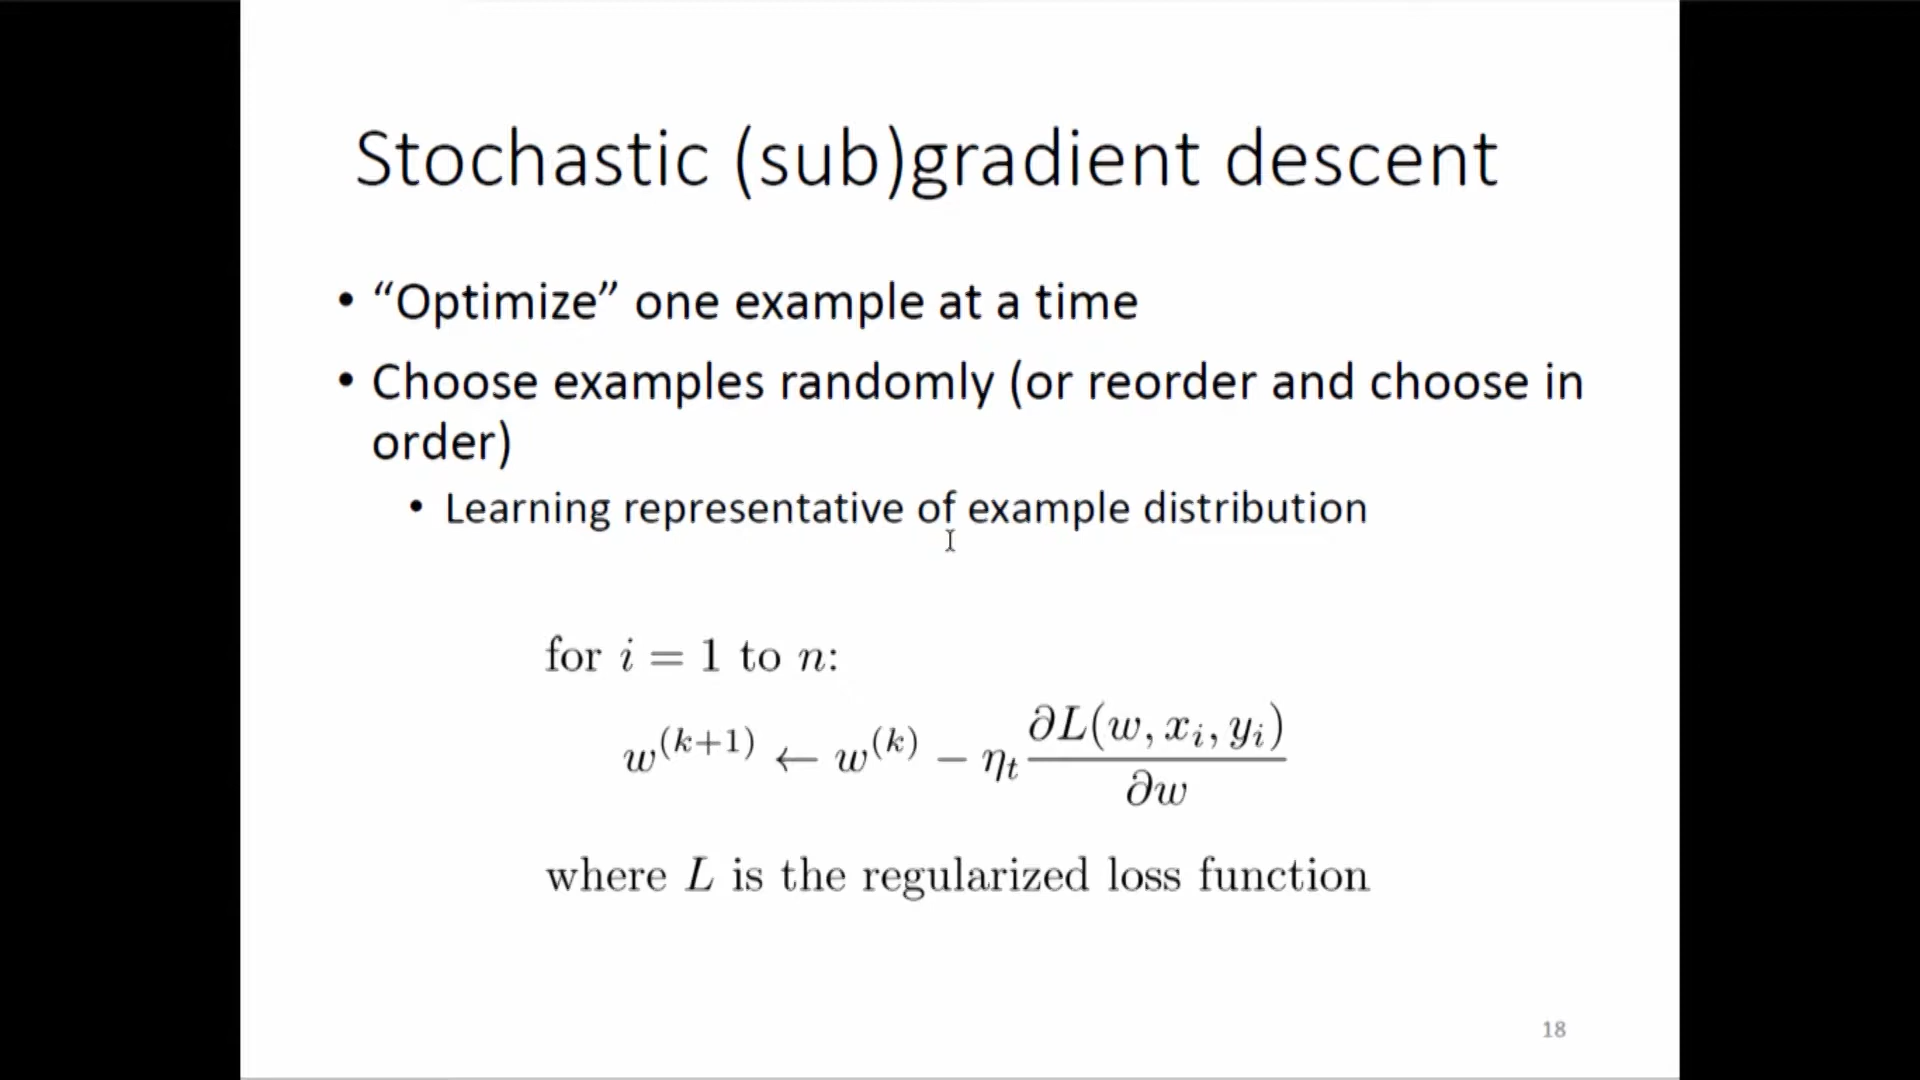 Stochastic (sub)gradient descent
• “Optimize” one example at a time
• Choose examples randomly (or reorder and choose in
order)
• Learning representative of example distribution
for i = 1 to n:
w^{(k+1)} ← w^{(k)} − η_t \frac{∂L(w, x_i, y_i)}{∂w}
where L is the regularized loss function
18